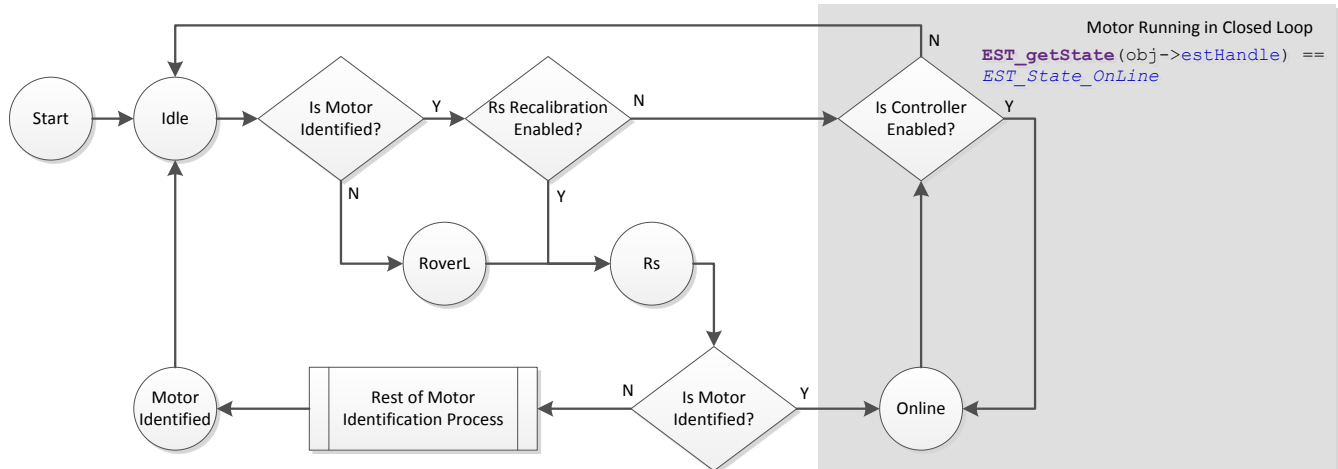 Motor Running in Closed Loop
N
EST_getState(obj->estHandle) ==
EST_State_OnLine
Start
Idle
Is Motor
Identified?
Y
Rs Recalibration
Enabled?
N
Is Controller
Enabled?
Y
N
Y
RoverL
Rs
Motor
Identified
Rest of Motor
Identification Process
N
Is Motor
Identified?
Y
Online